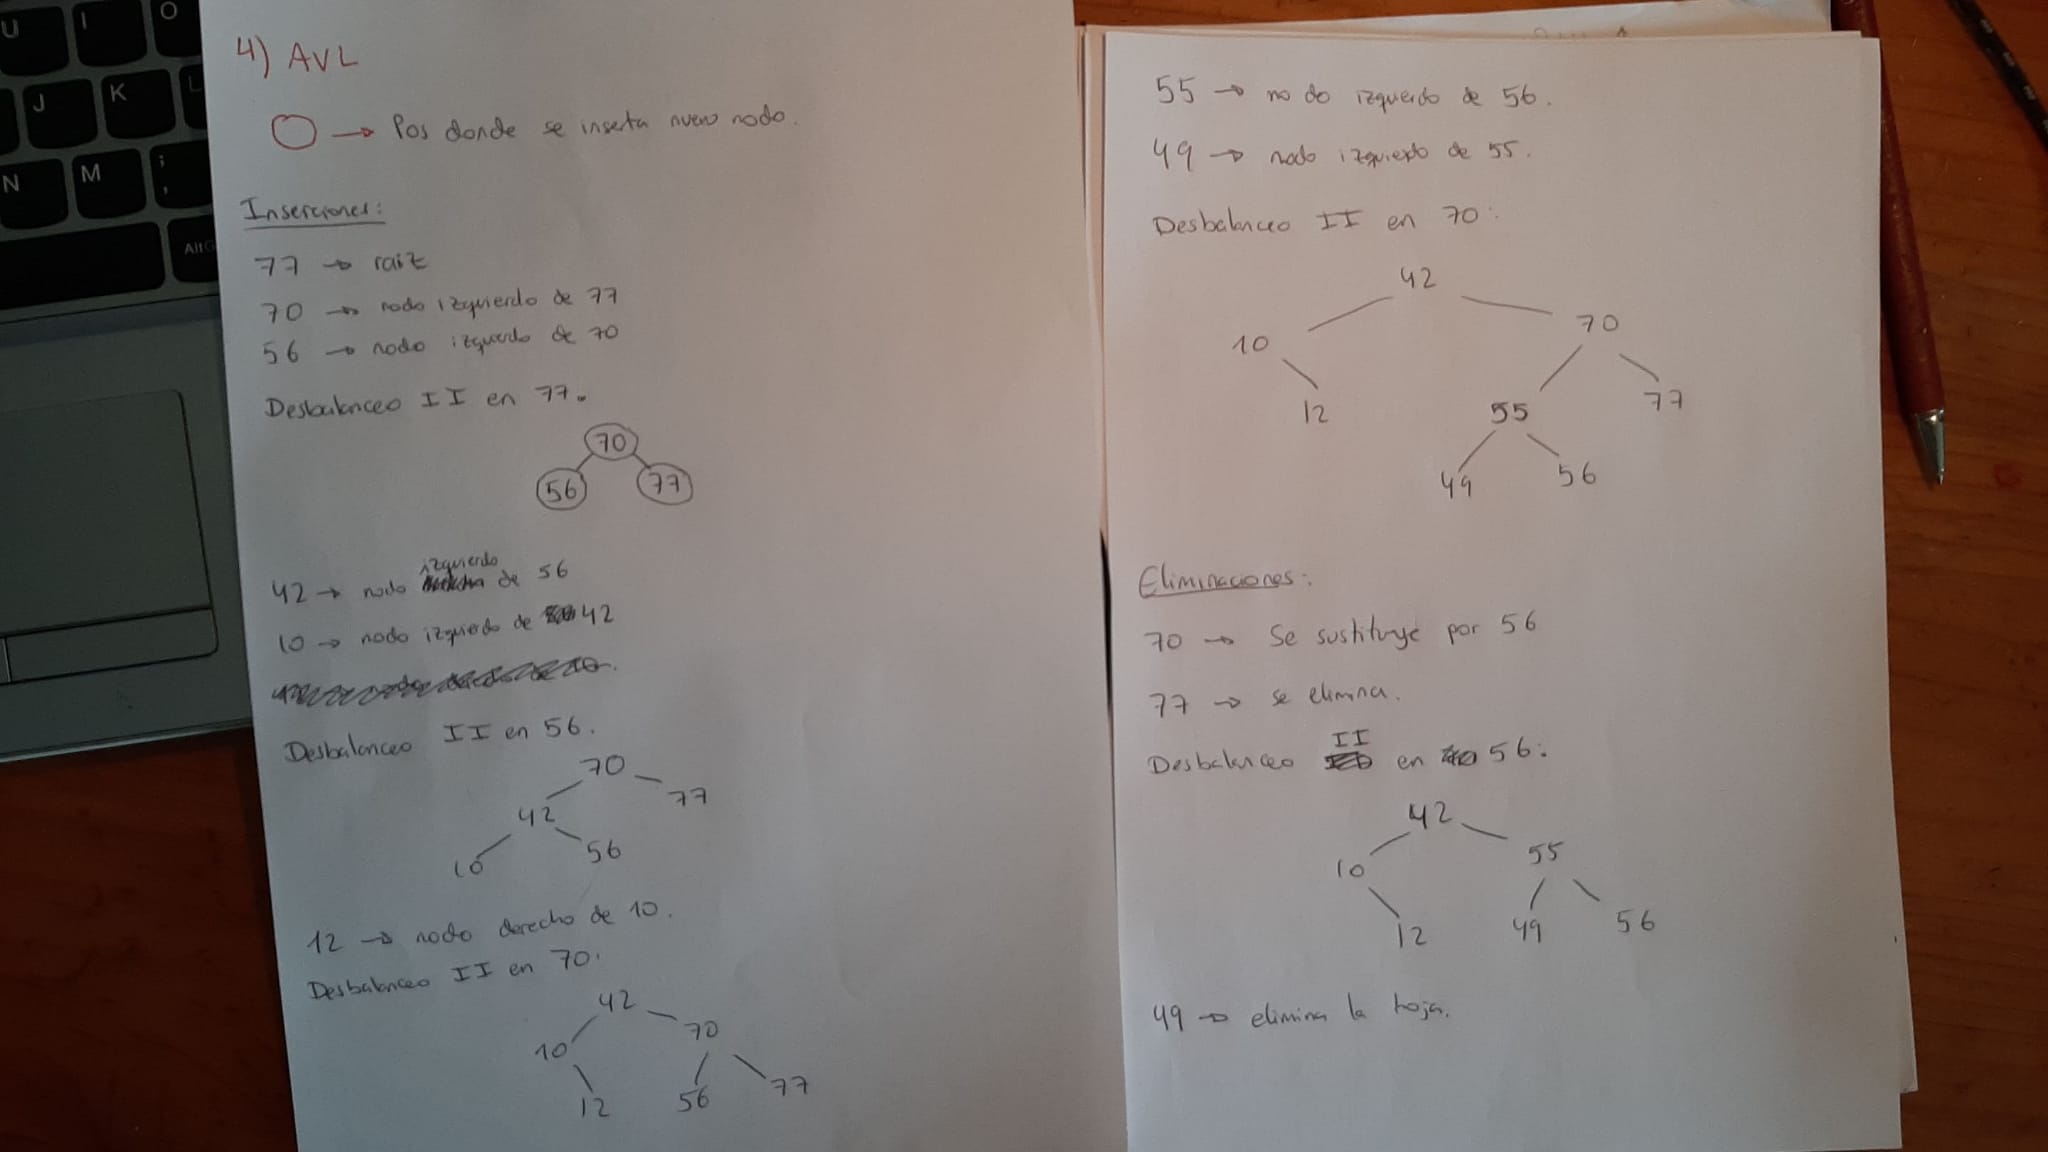 U I O
J K L
N M ; ,
AltG
4) AVL
→ Pos donde se inserta nuevo nodo.
Inserciones:
77 → raiz
70 → nodo izquierdo de 77
56 → nodo izquierdo de 70
Desbalanceo II en 77.
70
56 77
42 → nodo izquierdo de 56
10 → nodo izquierdo de 42
Desbalanceo II en 56.
70
42 77
10 56
12 → nodo derecho de 10.
Desbalanceo II en 70.
42
10 70
12 56 77
55 → nodo izquierdo de 56.
49 → nodo izquierdo de 55.
Desbalanceo II en 70:
42
10 70
12 55 77
49 56
Eliminaciones:
70 → Se sustituye por 56
77 → se elimina.
Desbalanceo II en 56:
42
10 55
12 49 56
49 → elimina la hoja.